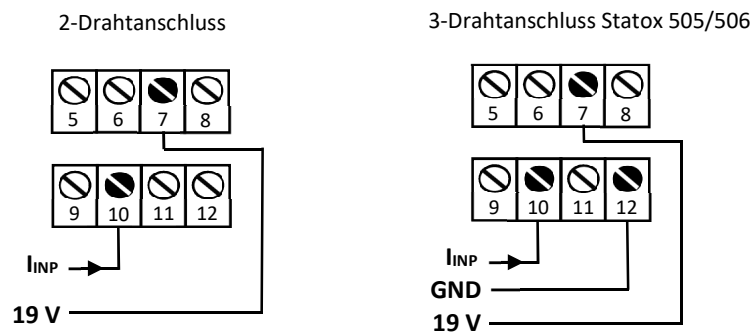 2-Drahtanschluss
5 6 7 8
9 10 11 12
IINP
19 V
3-Drahtanschluss Statox 505/506
5 6 7 8
9 10 11 12
IINP
GND
19 V